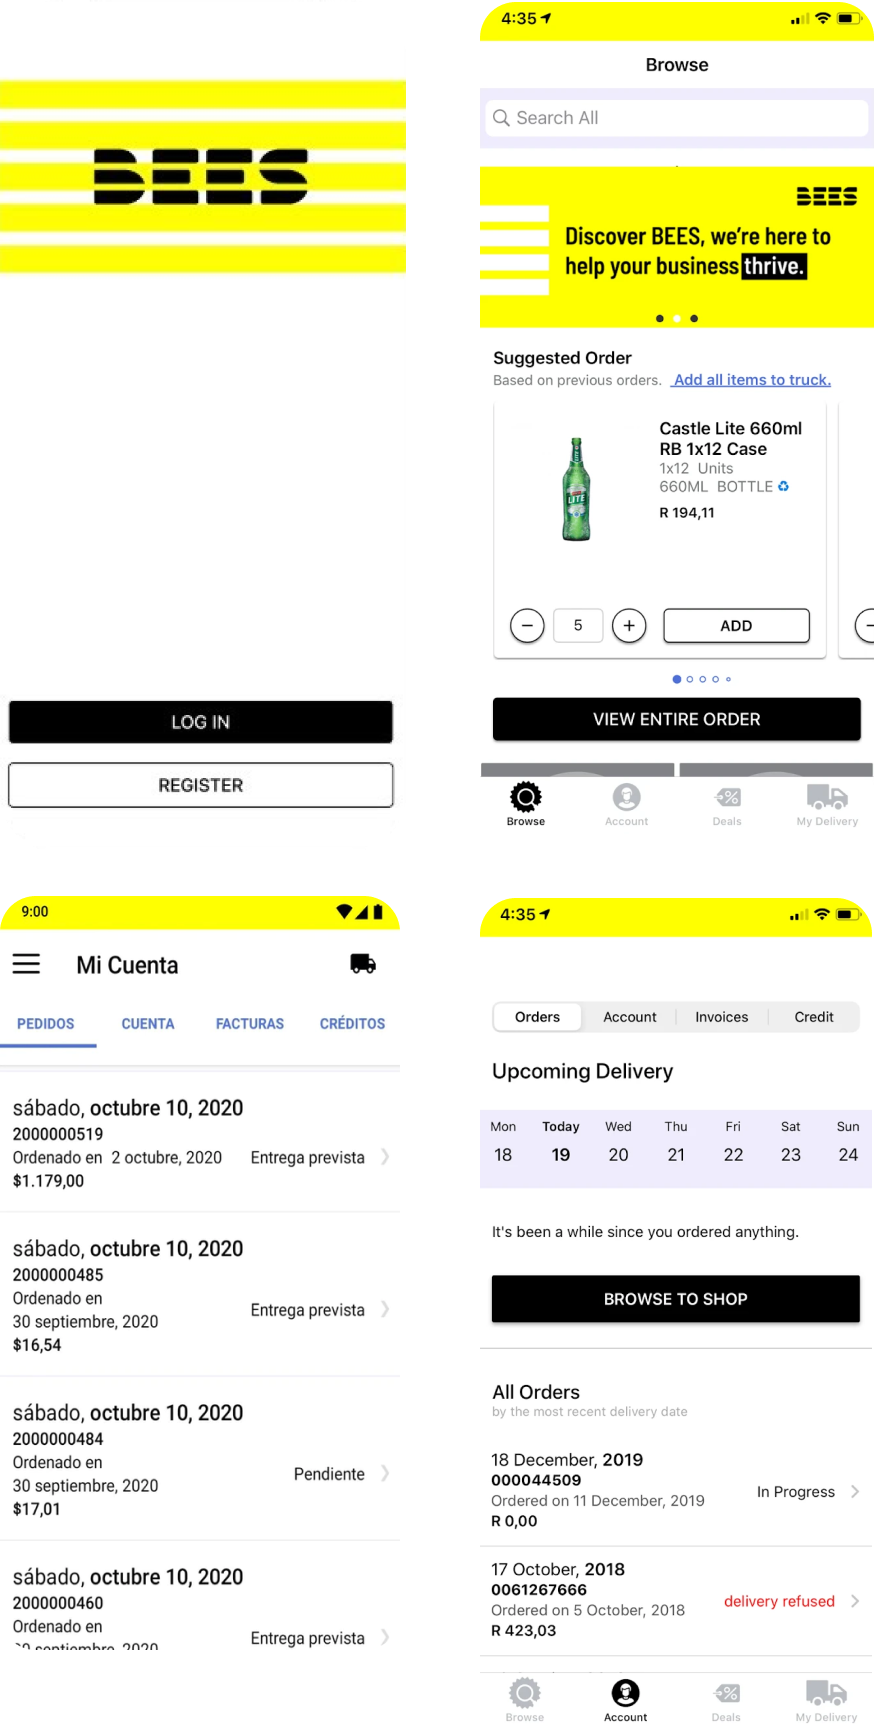 BEES
LOG IN
REGISTER
4:35
Browse
Search All
BEES
Discover BEES, we're here to
help your business thrive.
Suggested Order
Based on previous orders. Add all items to truck.
Castle Lite 660ml
RB 1x12 Case
1x12 Units
660ML BOTTLE
R 194,11
LITE
− 5 + ADD
VIEW ENTIRE ORDER
Browse Account Deals My Delivery
9:00
Mi Cuenta
PEDIDOS CUENTA FACTURAS CRÉDITOS
sábado, octubre 10, 2020
2000000519
Ordenado en 2 octubre, 2020 Entrega prevista
$1.179,00
sábado, octubre 10, 2020
2000000485
Ordenado en
30 septiembre, 2020 Entrega prevista
$16,54
sábado, octubre 10, 2020
2000000484
Ordenado en
30 septiembre, 2020 Pendiente
$17,01
sábado, octubre 10, 2020
2000000460
Ordenado en
septiembre, 2020 Entrega prevista
4:35
Orders Account Invoices Credit
Upcoming Delivery
Mon Today Wed Thu Fri Sat Sun
18 19 20 21 22 23 24
It's been a while since you ordered anything.
BROWSE TO SHOP
All Orders
by the most recent delivery date
18 December, 2019
000044509
Ordered on 11 December, 2019 In Progress
R 0,00
17 October, 2018
0061267666
Ordered on 5 October, 2018 delivery refused
R 423,03
Browse Account Deals My Delivery